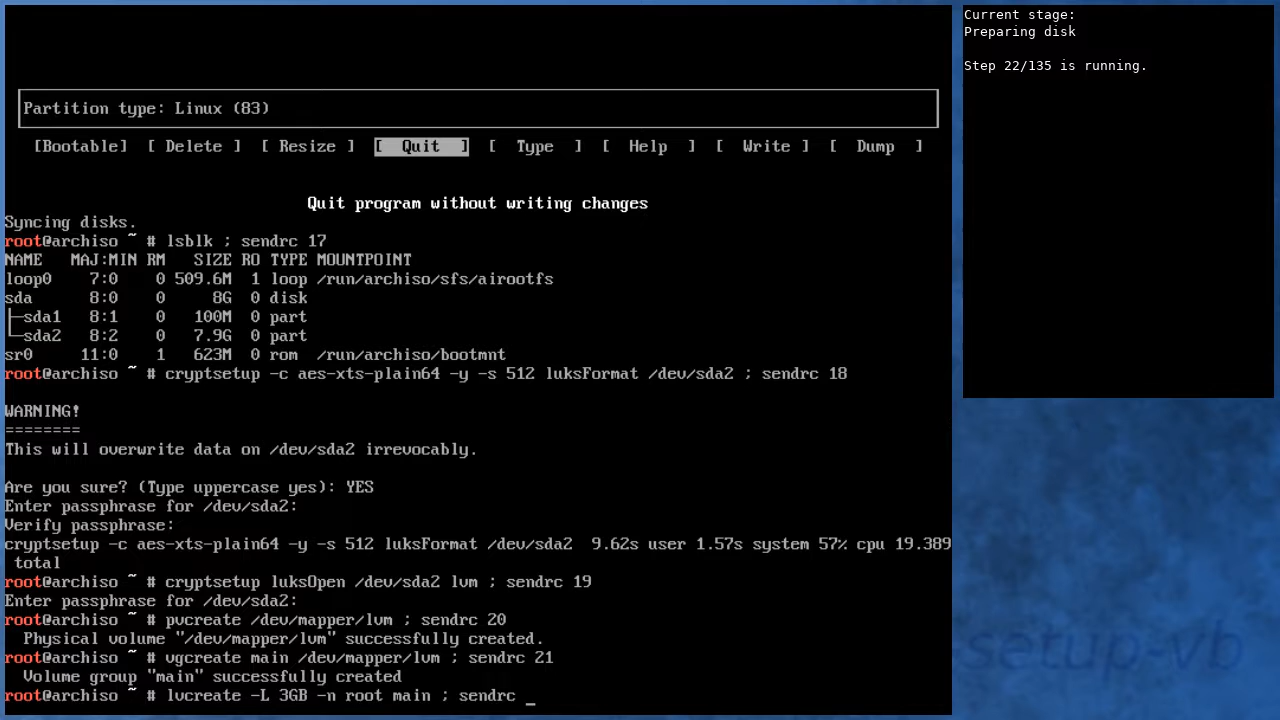 Partition type: Linux (83)
[Bootable] [ Delete ] [ Resize ] [ Quit ] [ Type ] [ Help ] [ Write ] [ Dump ]
Quit program without writing changes
Syncing disks.
root@archiso ~ # lsblk ; sendrc 17
NAME MAJ:MIN RM SIZE RO TYPE MOUNTPOINT
loop0 7:0 0 509.6M 1 loop /run/archiso/sfs/airootfs
sda 8:0 0 8G 0 disk
├─sda1 8:1 0 100M 0 part
└─sda2 8:2 0 7.9G 0 part
sr0 11:0 1 623M 0 rom /run/archiso/bootmnt
root@archiso ~ # cryptsetup -c aes-xts-plain64 -y -s 512 luksFormat /dev/sda2 ; sendrc 18
WARNING!
========
This will overwrite data on /dev/sda2 irrevocably.
Are you sure? (Type uppercase yes): YES
Enter passphrase for /dev/sda2:
Verify passphrase:
cryptsetup -c aes-xts-plain64 -y -s 512 luksFormat /dev/sda2 9.62s user 1.57s system 57% cpu 19.389
total
root@archiso ~ # cryptsetup luksOpen /dev/sda2 lvm ; sendrc 19
Enter passphrase for /dev/sda2:
root@archiso ~ # pvcreate /dev/mapper/lvm ; sendrc 20
Physical volume "/dev/mapper/lvm" successfully created.
root@archiso ~ # vgcreate main /dev/mapper/lvm ; sendrc 21
Volume group "main" successfully created
root@archiso ~ # lvcreate -L 3GB -n root main ; sendrc _
Current stage:
Preparing disk
Step 22/135 is running.
setup-vb